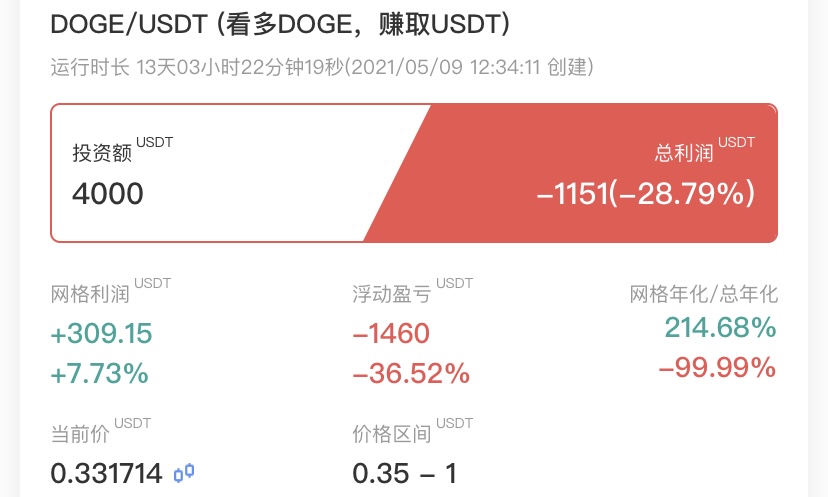 DOGE/USDT (看多DOGE，赚取USDT)
运行时长 13天03小时22分钟19秒(2021/05/09 12:34:11 创建)
投资额 USDT 总利润 USDT
4000 -1151(-28.79%)
网格利润 USDT 浮动盈亏 USDT 网格年化/总年化
+309.15 -1460 214.68%
+7.73% -36.52% -99.99%
当前价 USDT 价格区间 USDT
0.331714 0.35 - 1